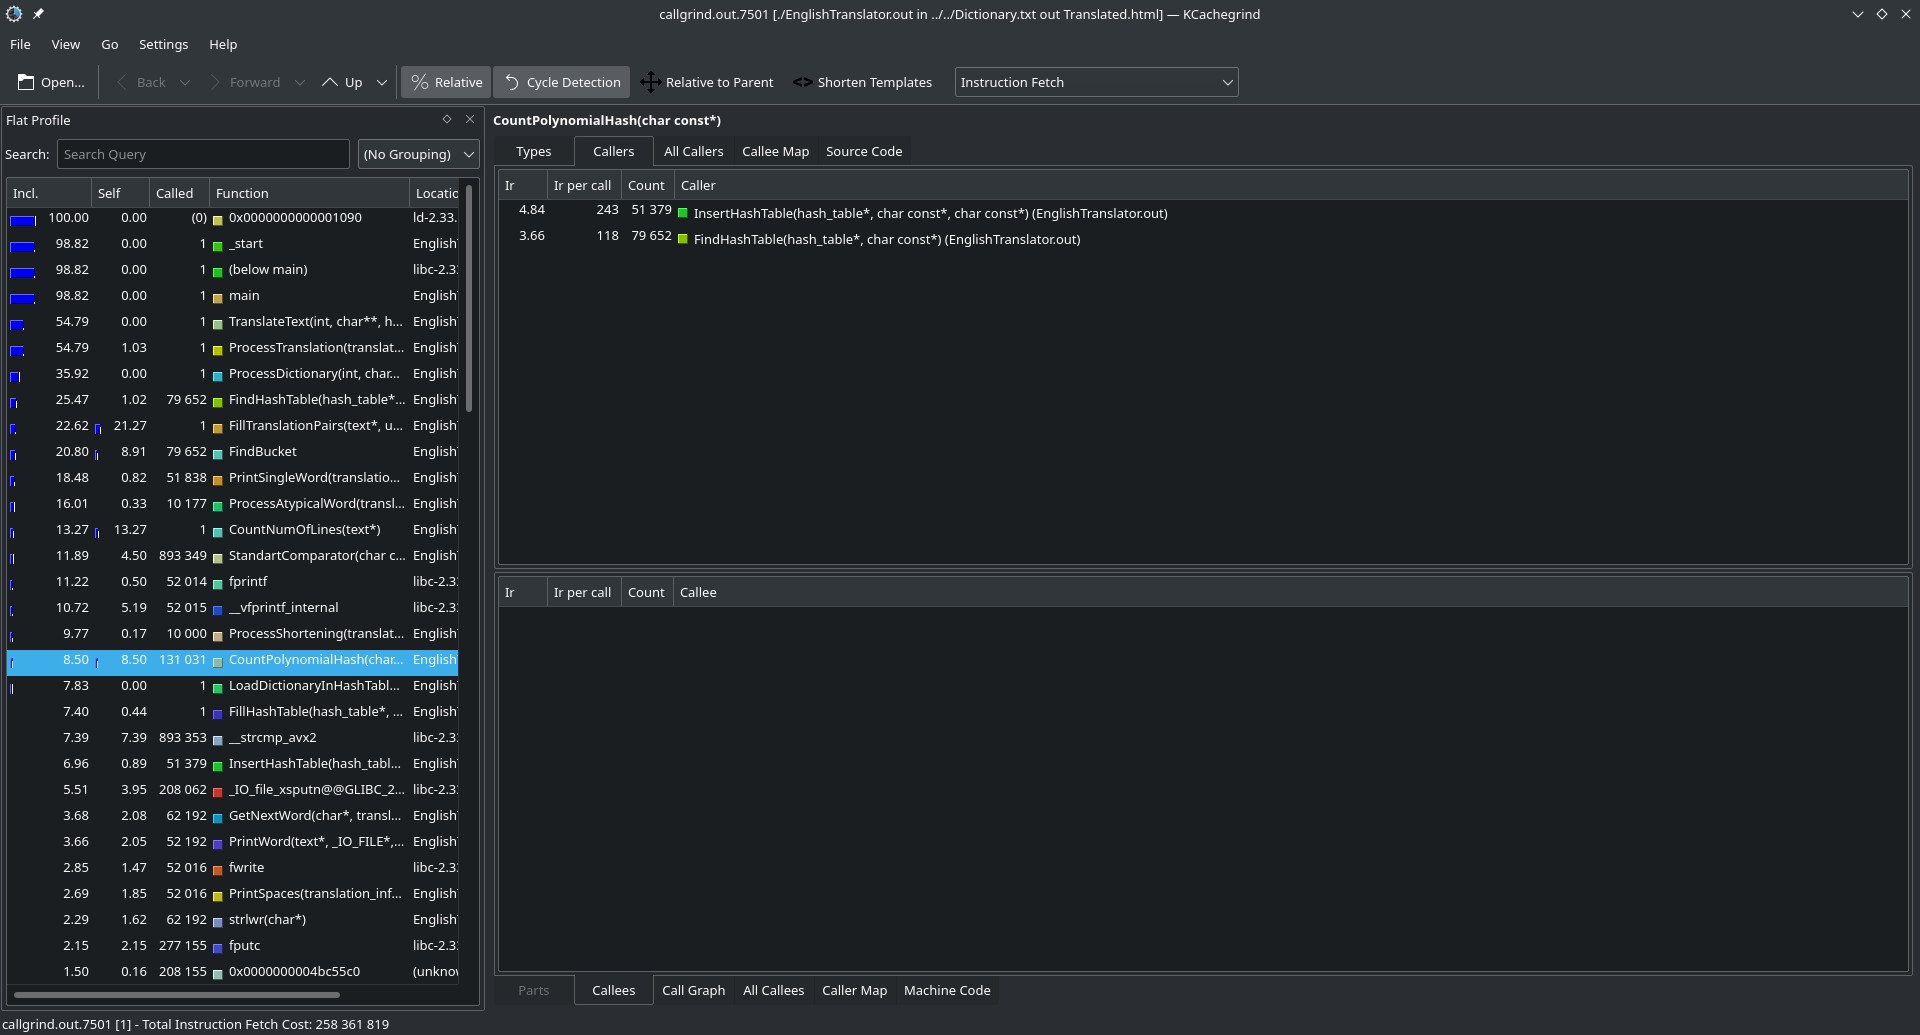 callgrind.out.7501 [./EnglishTranslator.out in ../../Dictionary.txt out Translated.html] — KCachegrind
File View Go Settings Help
Open... Back Forward Up Relative Cycle Detection Relative to Parent <> Shorten Templates Instruction Fetch
Flat Profile
Search: Search Query (No Grouping)
Incl. Self Called Function Locatio
100.00 0.00 (0) 0x0000000000001090 ld-2.33.
98.82 0.00 1 _start English
98.82 0.00 1 (below main) libc-2.3
98.82 0.00 1 main English
54.79 0.00 1 TranslateText(int, char**, h... English
54.79 1.03 1 ProcessTranslation(translat... English
35.92 0.00 1 ProcessDictionary(int, char... English
25.47 1.02 79 652 FindHashTable(hash_table*... English
22.62 21.27 1 FillTranslationPairs(text*, u... English
20.80 8.91 79 652 FindBucket English
18.48 0.82 51 838 PrintSingleWord(translatio... English
16.01 0.33 10 177 ProcessAtypicalWord(transl... English
13.27 13.27 1 CountNumOfLines(text*) English
11.89 4.50 893 349 StandartComparator(char c... English
11.22 0.50 52 014 fprintf libc-2.3
10.72 5.19 52 015 __vfprintf_internal libc-2.3
9.77 0.17 10 000 ProcessShortening(translat... English
8.50 8.50 131 031 CountPolynomialHash(char... English
7.83 0.00 1 LoadDictionaryInHashTabl... English
7.40 0.44 1 FillHashTable(hash_table*, ... English
7.39 7.39 893 353 __strcmp_avx2 libc-2.3
6.96 0.89 51 379 InsertHashTable(hash_tabl... English
5.51 3.95 208 062 _IO_file_xsputn@@GLIBC_2... libc-2.3
3.68 2.08 62 192 GetNextWord(char*, transl... English
3.66 2.05 52 192 PrintWord(text*, _IO_FILE*,... English
2.85 1.47 52 016 fwrite libc-2.3
2.69 1.85 52 016 PrintSpaces(translation_inf... English
2.29 1.62 62 192 strlwr(char*) English
2.15 2.15 277 155 fputc libc-2.3
1.50 0.16 208 155 0x0000000004bc55c0 (unknow
CountPolynomialHash(char const*)
Types Callers All Callers Callee Map Source Code
Ir Ir per call Count Caller
4.84 243 51 379 InsertHashTable(hash_table*, char const*, char const*) (EnglishTranslator.out)
3.66 118 79 652 FindHashTable(hash_table*, char const*) (EnglishTranslator.out)
Ir Ir per call Count Callee
Parts Callees Call Graph All Callees Caller Map Machine Code
callgrind.out.7501 [1] - Total Instruction Fetch Cost: 258 361 819